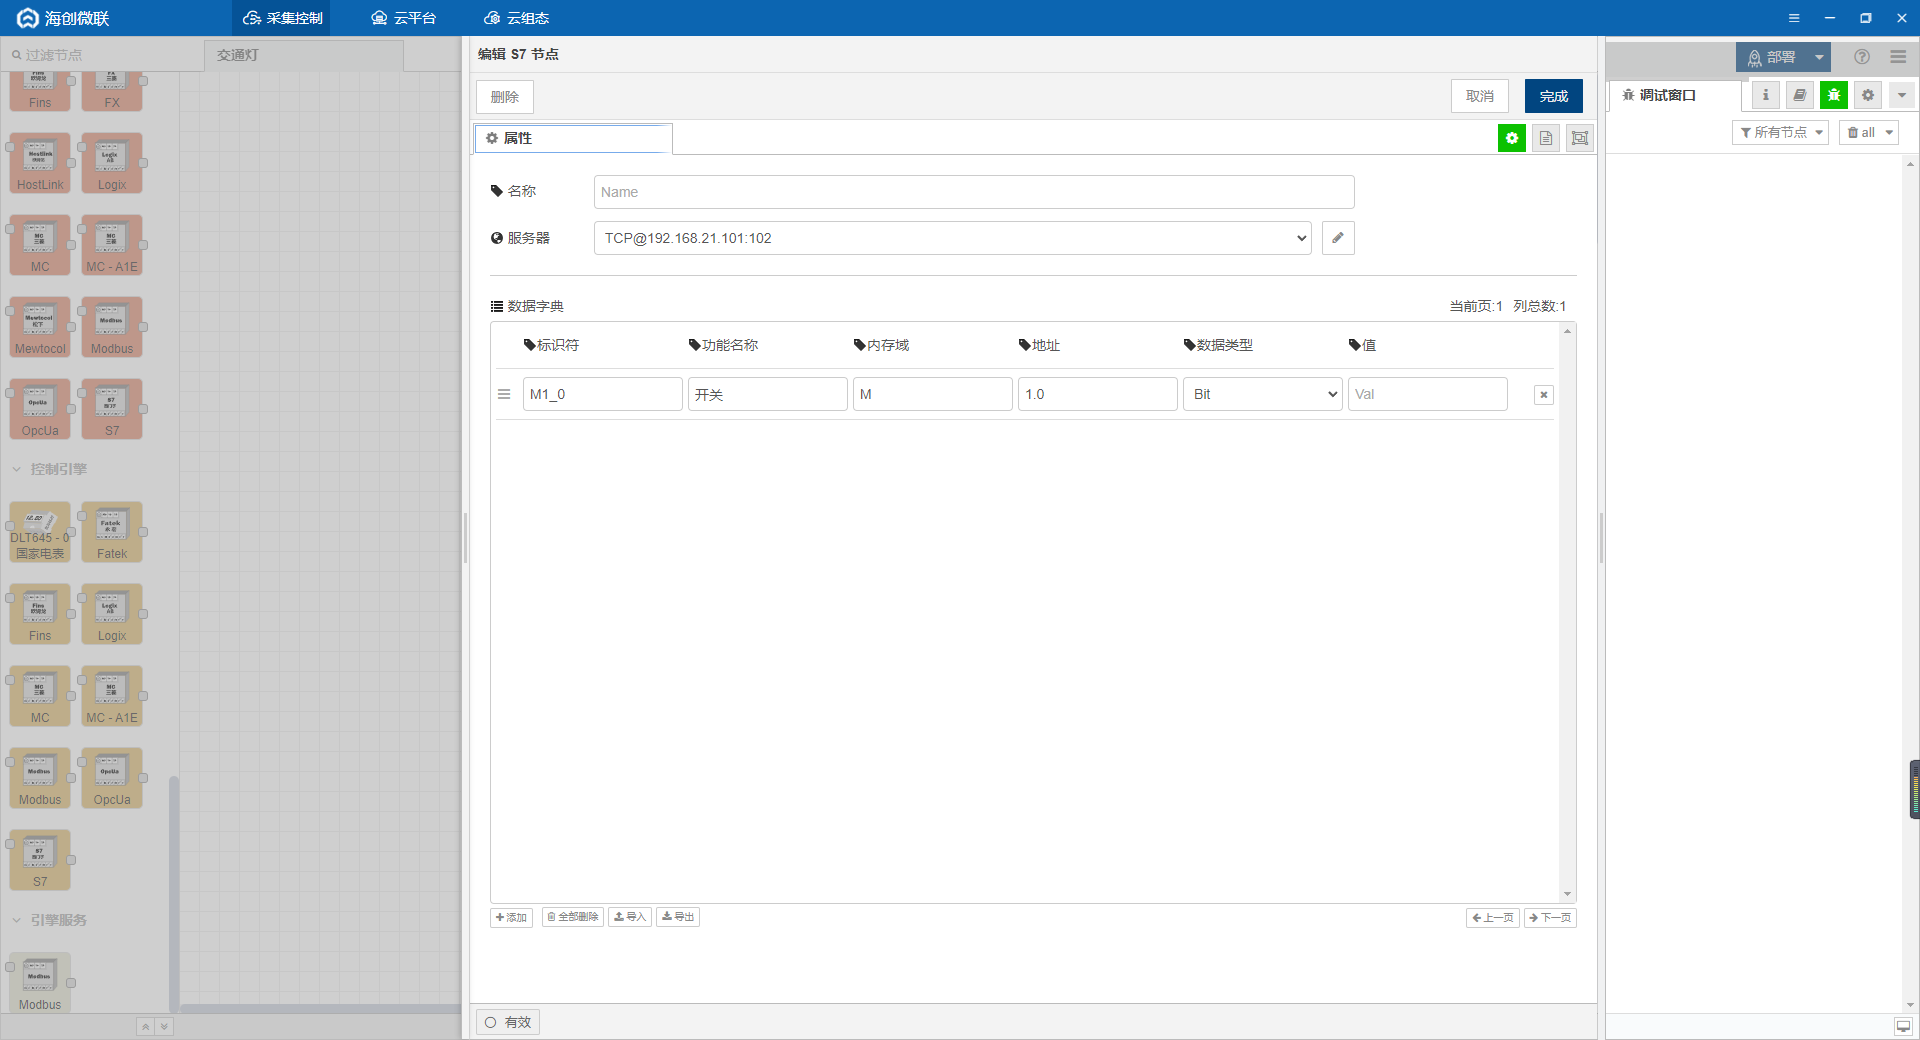 海创微联
采集控制
云平台
云组态
过滤节点
交通灯
编辑 S7 节点
部署
删除
取消
完成
调试窗口
属性
所有节点
all
名称
Name
服务器
TCP@192.168.21.101:102
数据字典
当前页:1 列总数:1
标识符
功能名称
内存域
地址
数据类型
值
M1_0
开关
M
1.0
Bit
Val
Fins
FX
HostLink
Logix
MC
MC - A1E
Mewtocol
Modbus
OpcUa
S7
控制引擎
DLT645 - 0
国家电表
Fatek
Fins
Logix
MC
MC - A1E
Modbus
OpcUa
S7
引擎服务
Modbus
添加
全部删除
导入
导出
上一页
下一页
有效